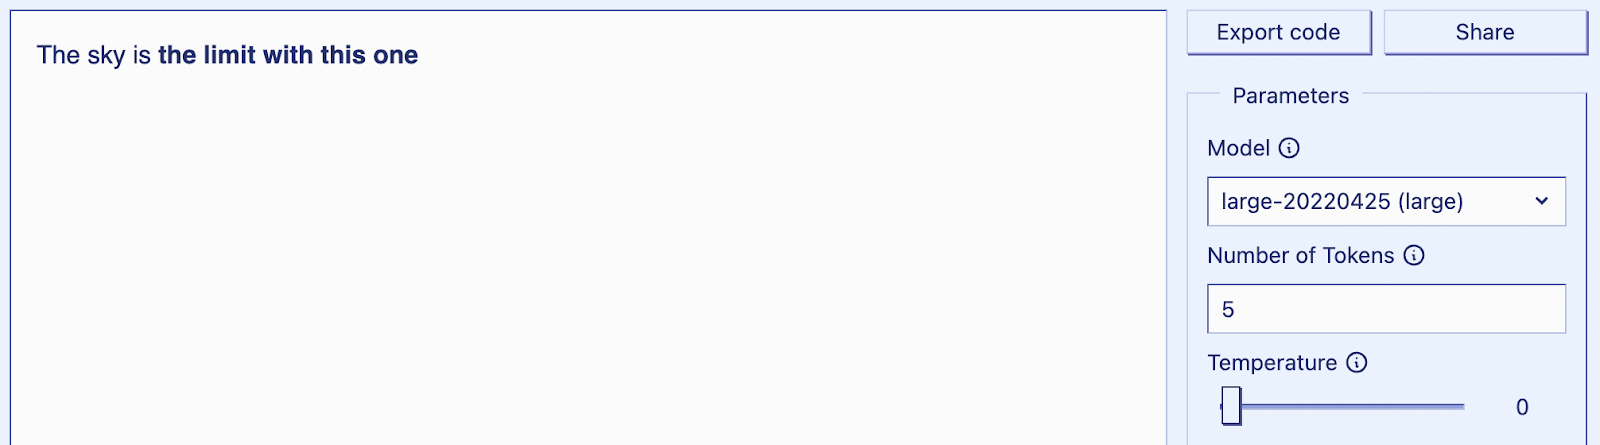 The sky is the limit with this one
Export code
Share
Parameters
Model
large-20220425 (large)
Number of Tokens
5
Temperature
0